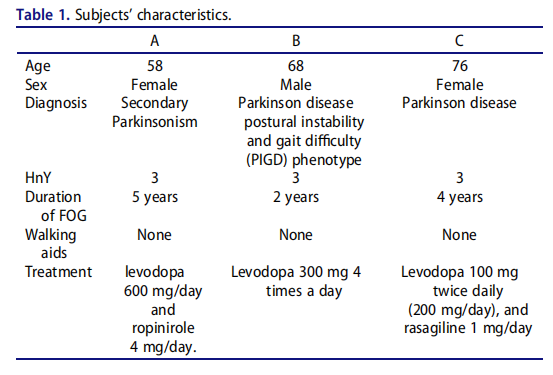 Table 1. Subjects' characteristics.
A B C
Age 58 68 76
Sex Female Male Female
Diagnosis Secondary Parkinson disease Parkinson disease
Parkinsonism postural instability
and gait difficulty
(PIGD) phenotype
HnY 3 3 3
Duration 5 years 2 years 4 years
of FOG
Walking None None None
aids
Treatment levodopa Levodopa 300 mg 4 Levodopa 100 mg
600 mg/day times a day twice daily
and (200 mg/day), and
ropinirole rasagiline 1 mg/day
4 mg/day.